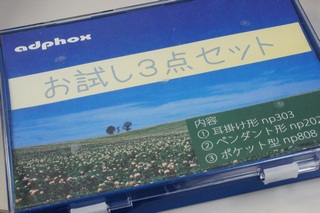 adphox
お試し3点セット
内容
① 耳掛け形 np303
② ペンダント形 np202
③ ポケット型 np808